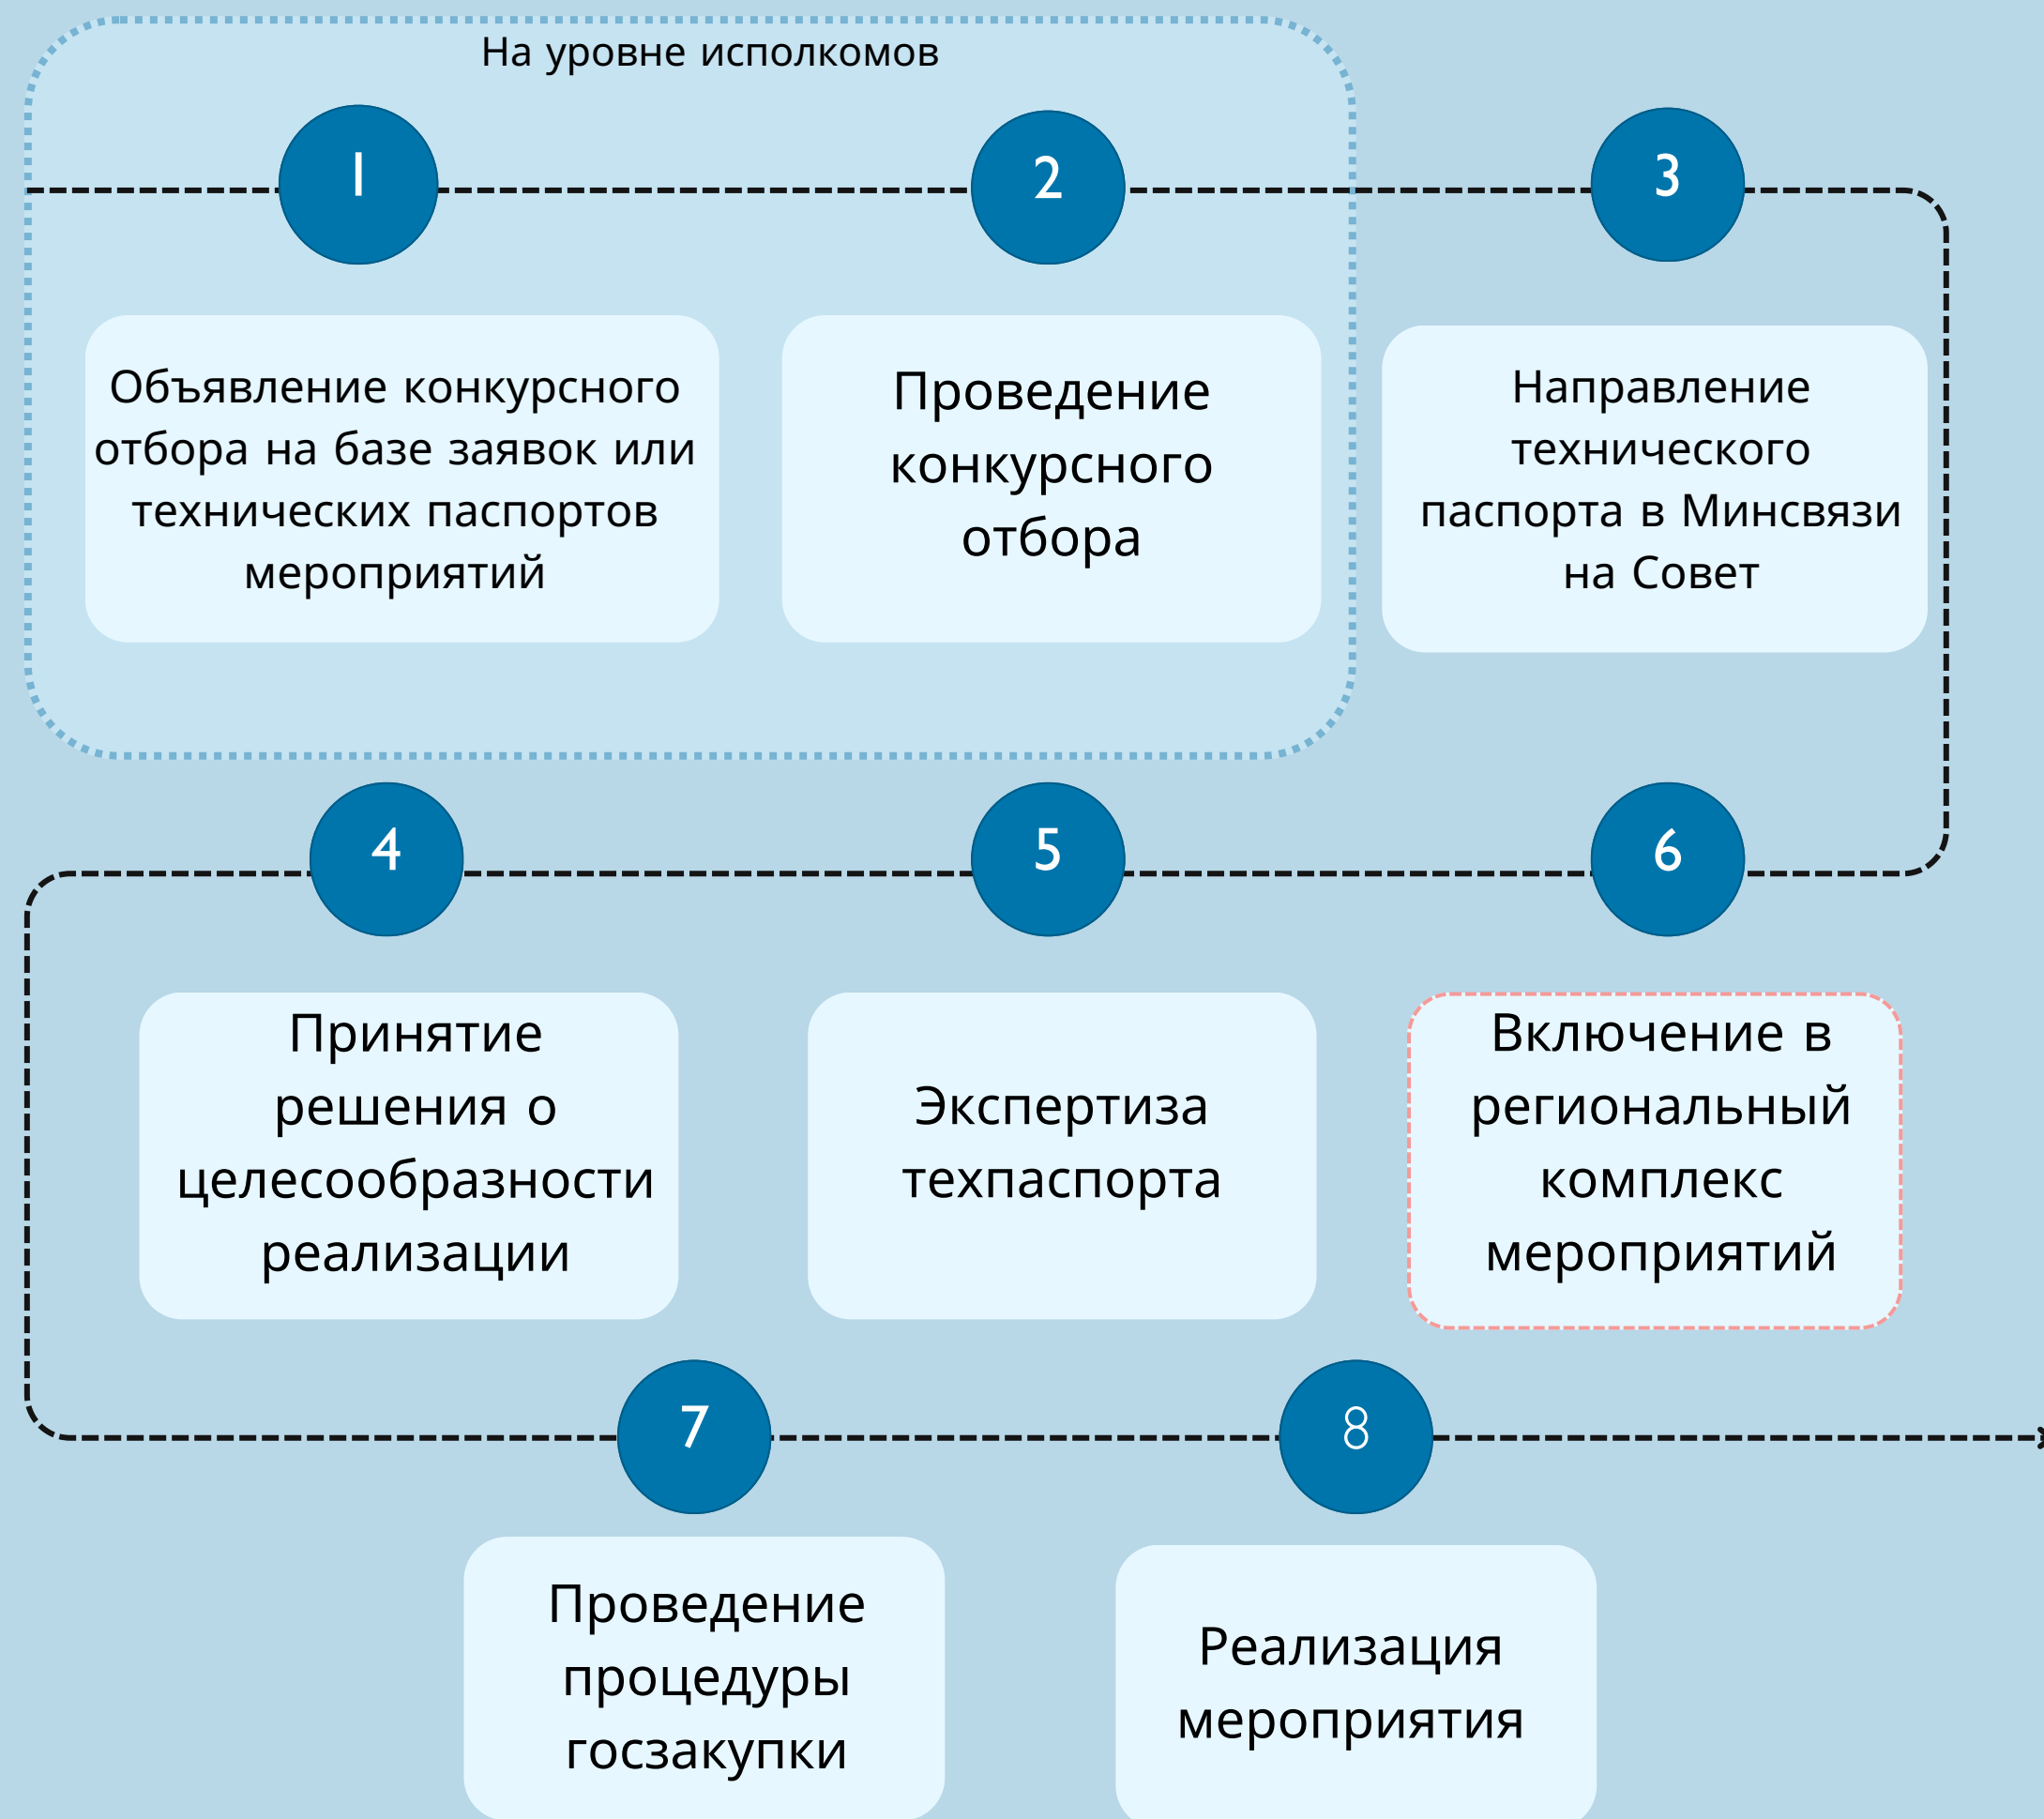 На уровне исполкомов
1
2
3
Объявление конкурсного
отбора на базе заявок или
технических паспортов
мероприятий
Проведение
конкурсного
отбора
Направление
технического
паспорта в Минсвязи
на Совет
4
5
6
Принятие
решения о
целесообразности
реализации
Экспертиза
техпаспорта
Включение в
региональный
комплекс
мероприятий
7
8
Проведение
процедуры
госзакупки
Реализация
мероприятия